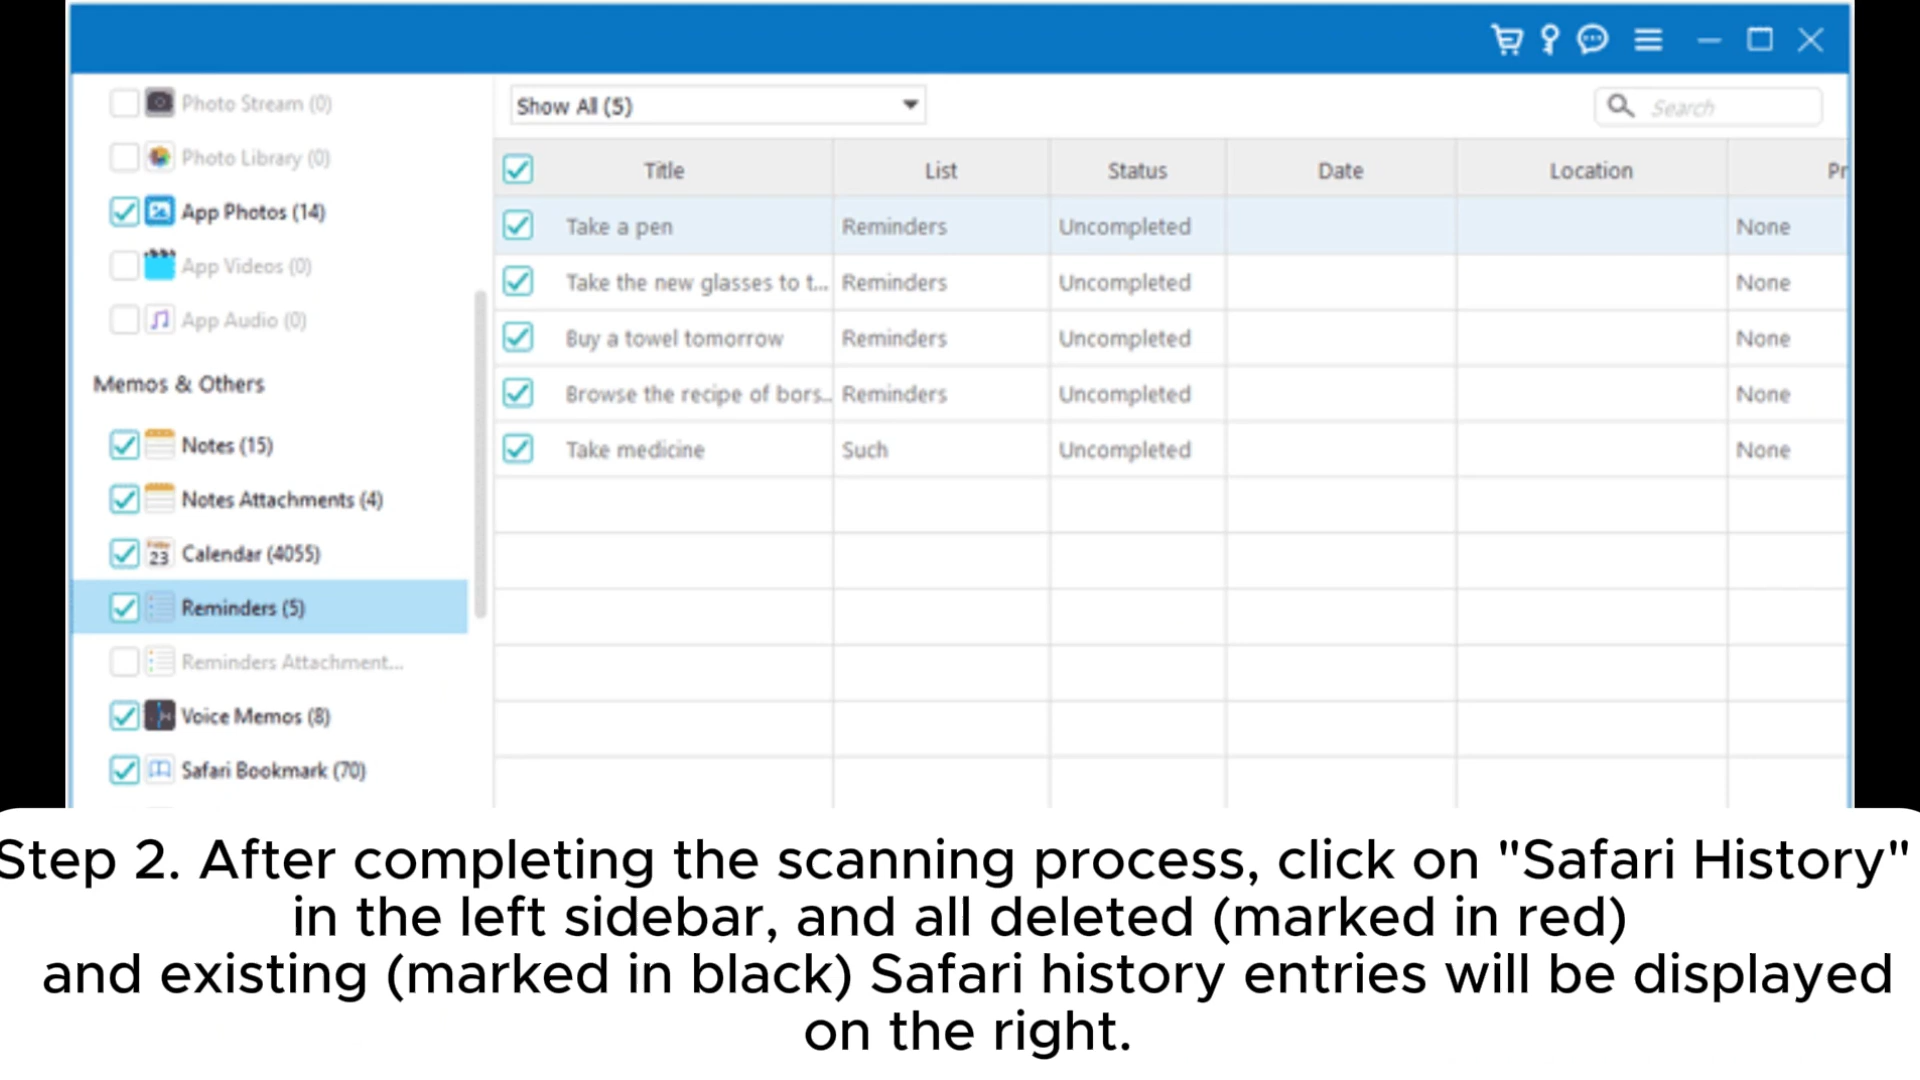 Photo Stream (0)
Photo Library (0)
App Photos (14)
App Videos (0)
App Audio (0)
Memos & Others
Notes (15)
Notes Attachments (4)
23
Calendar (4055)
Reminders (5)
Reminders Attachment...
Voice Memos (8)
Safari Bookmark (70)
Show All (5)
Search
Title List Status Date Location Pr
Take a pen Reminders Uncompleted None
Take the new glasses to t... Reminders Uncompleted None
Buy a towel tomorrow Reminders Uncompleted None
Browse the recipe of bors... Reminders Uncompleted None
Take medicine Such Uncompleted None
Step 2. After completing the scanning process, click on "Safari History"
in the left sidebar, and all deleted (marked in red)
and existing (marked in black) Safari history entries will be displayed
on the right.